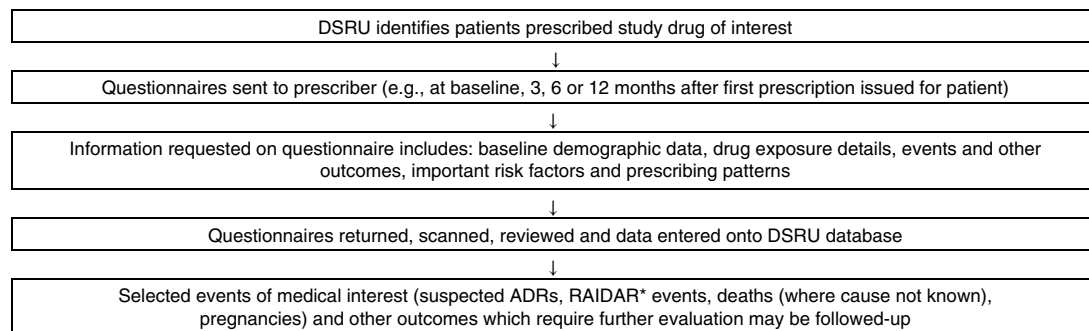 DSRU identifies patients prescribed study drug of interest
↓
Questionnaires sent to prescriber (e.g., at baseline, 3, 6 or 12 months after first prescription issued for patient)
↓
Information requested on questionnaire includes: baseline demographic data, drug exposure details, events and other
outcomes, important risk factors and prescribing patterns
↓
Questionnaires returned, scanned, reviewed and data entered onto DSRU database
↓
Selected events of medical interest (suspected ADRs, RAIDAR* events, deaths (where cause not known),
pregnancies) and other outcomes which require further evaluation may be followed-up